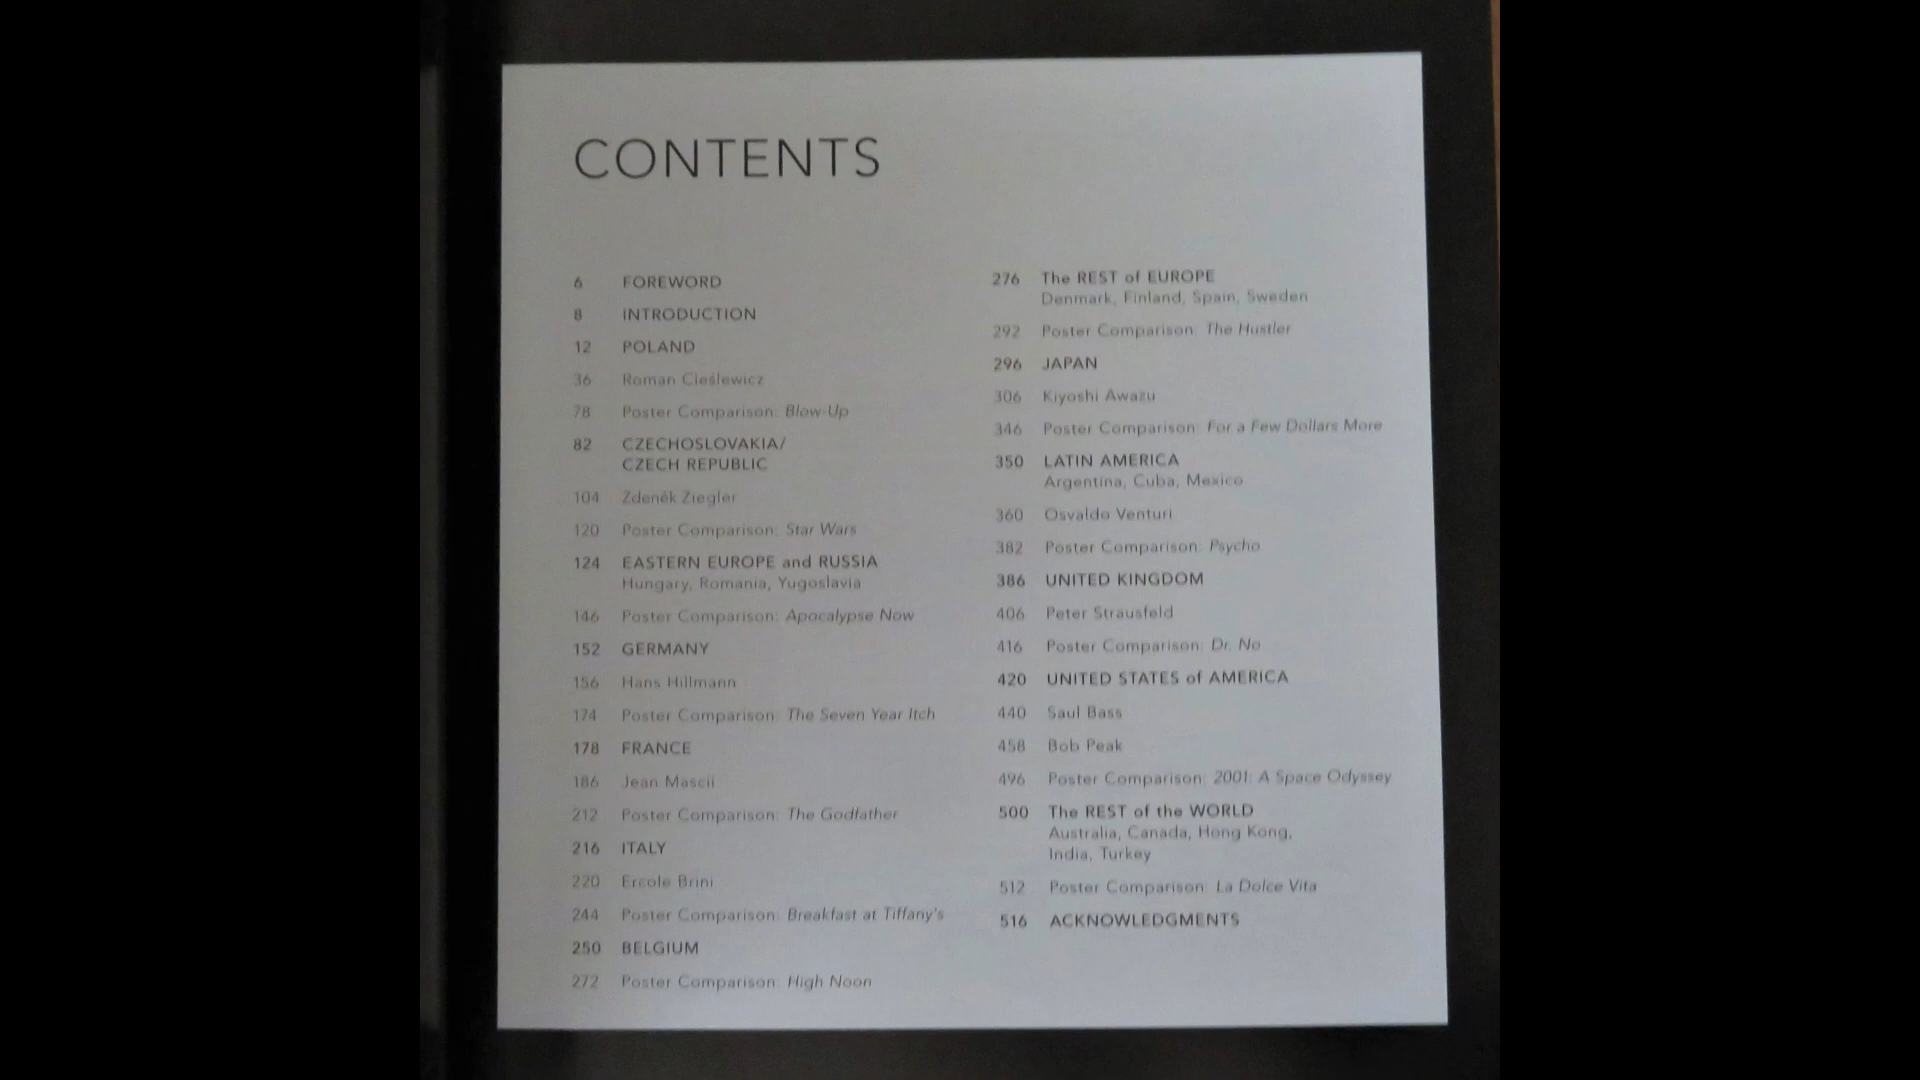 CONTENTS
6 FOREWORD
8 INTRODUCTION
12 POLAND
36 Roman Cieślewicz
78 Poster Comparison: Blow-Up
82 CZECHOSLOVAKIA/
CZECH REPUBLIC
104 Zdeněk Ziegler
120 Poster Comparison: Star Wars
124 EASTERN EUROPE and RUSSIA
Hungary, Romania, Yugoslavia
146 Poster Comparison: Apocalypse Now
152 GERMANY
156 Hans Hillmann
174 Poster Comparison: The Seven Year Itch
178 FRANCE
186 Jean Mascii
212 Poster Comparison: The Godfather
216 ITALY
220 Ercole Brini
244 Poster Comparison: Breakfast at Tiffany's
250 BELGIUM
272 Poster Comparison: High Noon
276 The REST of EUROPE
Denmark, Finland, Spain, Sweden
292 Poster Comparison: The Hustler
296 JAPAN
306 Kiyoshi Awazu
346 Poster Comparison: For a Few Dollars More
350 LATIN AMERICA
Argentina, Cuba, Mexico
360 Osvaldo Venturi
382 Poster Comparison: Psycho
386 UNITED KINGDOM
406 Peter Strausfeld
416 Poster Comparison: Dr. No
420 UNITED STATES of AMERICA
440 Saul Bass
458 Bob Peak
496 Poster Comparison: 2001: A Space Odyssey
500 The REST of the WORLD
Australia, Canada, Hong Kong,
India, Turkey
512 Poster Comparison: La Dolce Vita
516 ACKNOWLEDGMENTS